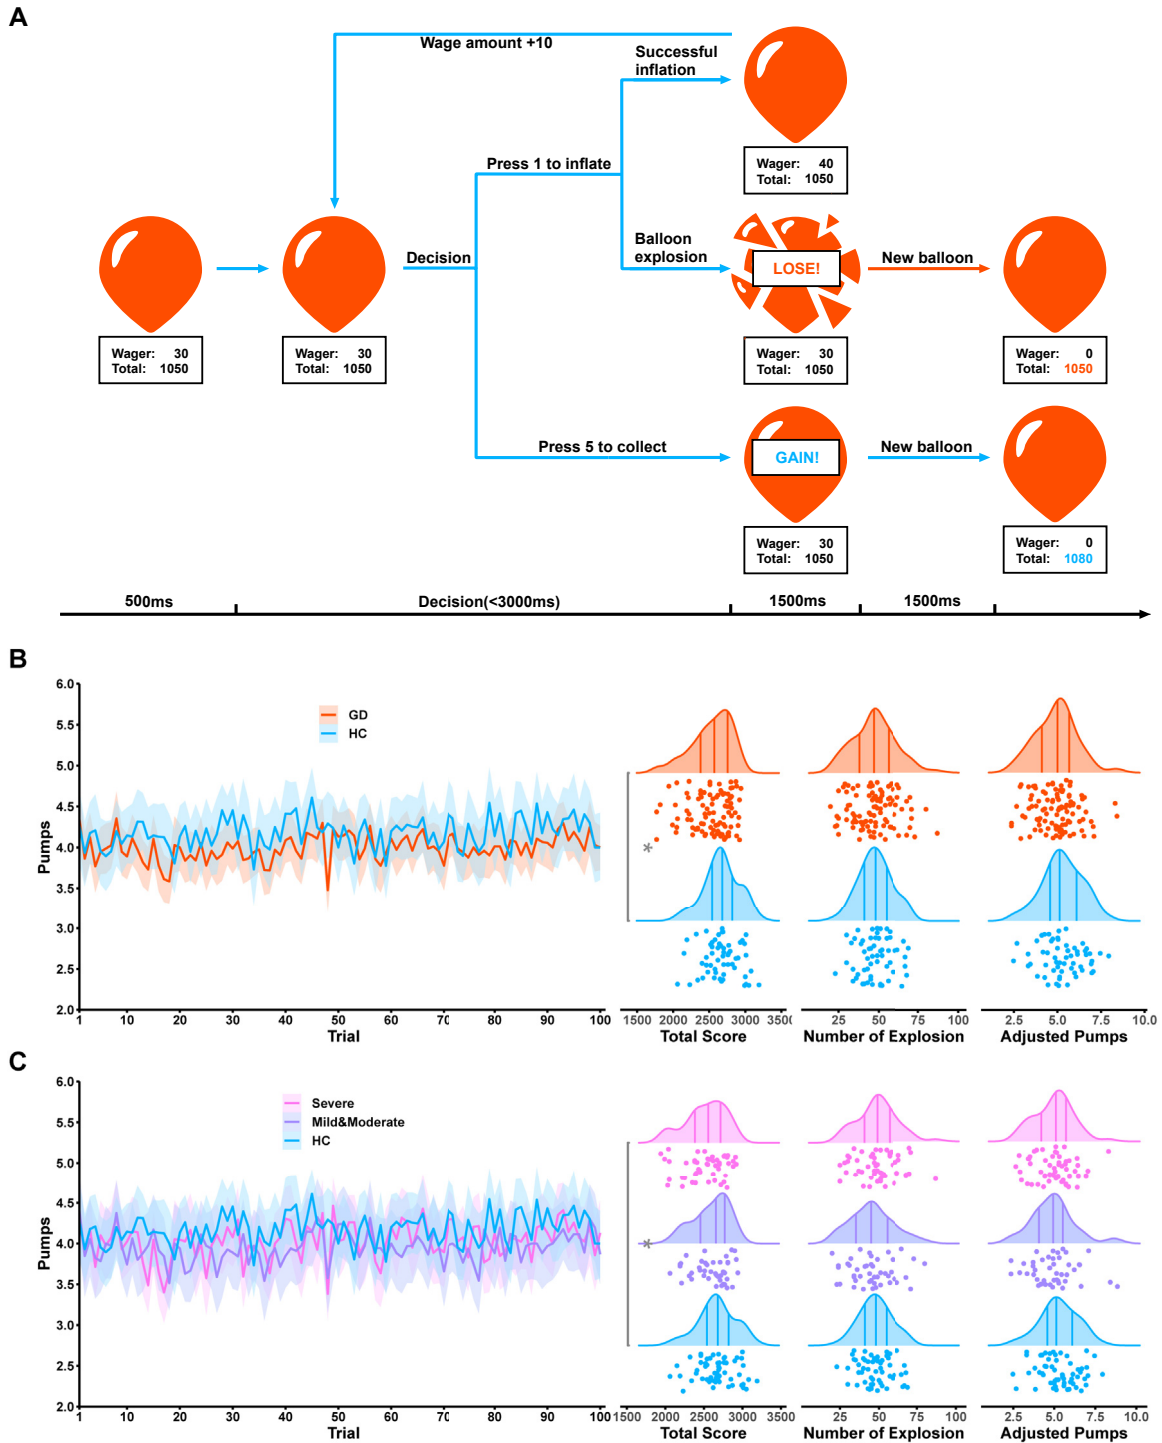 A
Wage amount +10
Successful
inflation
Wager: 40
Total: 1050
Press 1 to inflate
Decision
Balloon
explosion
LOSE!
New balloon
Wager: 30
Total: 1050
Wager: 30
Total: 1050
Wager: 30
Total: 1050
Wager: 0
Total: 1050
Press 5 to collect
GAIN!
New balloon
Wager: 30
Total: 1050
Wager: 0
Total: 1080
500ms
Decision(<3000ms)
1500ms
1500ms
B
6.0
5.5
5.0
4.5
4.0
3.5
3.0
2.5
2.0
Pumps
GD
HC
1 10 20 30 40 50 60 70 80 90 100
Trial
*
1500 2000 2500 3000 3500
Total Score
25 50 75 100
Number of Explosion
2.5 5.0 7.5 10.0
Adjusted Pumps
C
6.0
5.5
5.0
4.5
4.0
3.5
3.0
2.5
2.0
Pumps
Severe
Mild&Moderate
HC
1 10 20 30 40 50 60 70 80 90 100
Trial
*
1500 2000 2500 3000 3500
Total Score
0 50 100
Number of Explosion
2.5 5.0 7.5 10.0
Adjusted Pumps